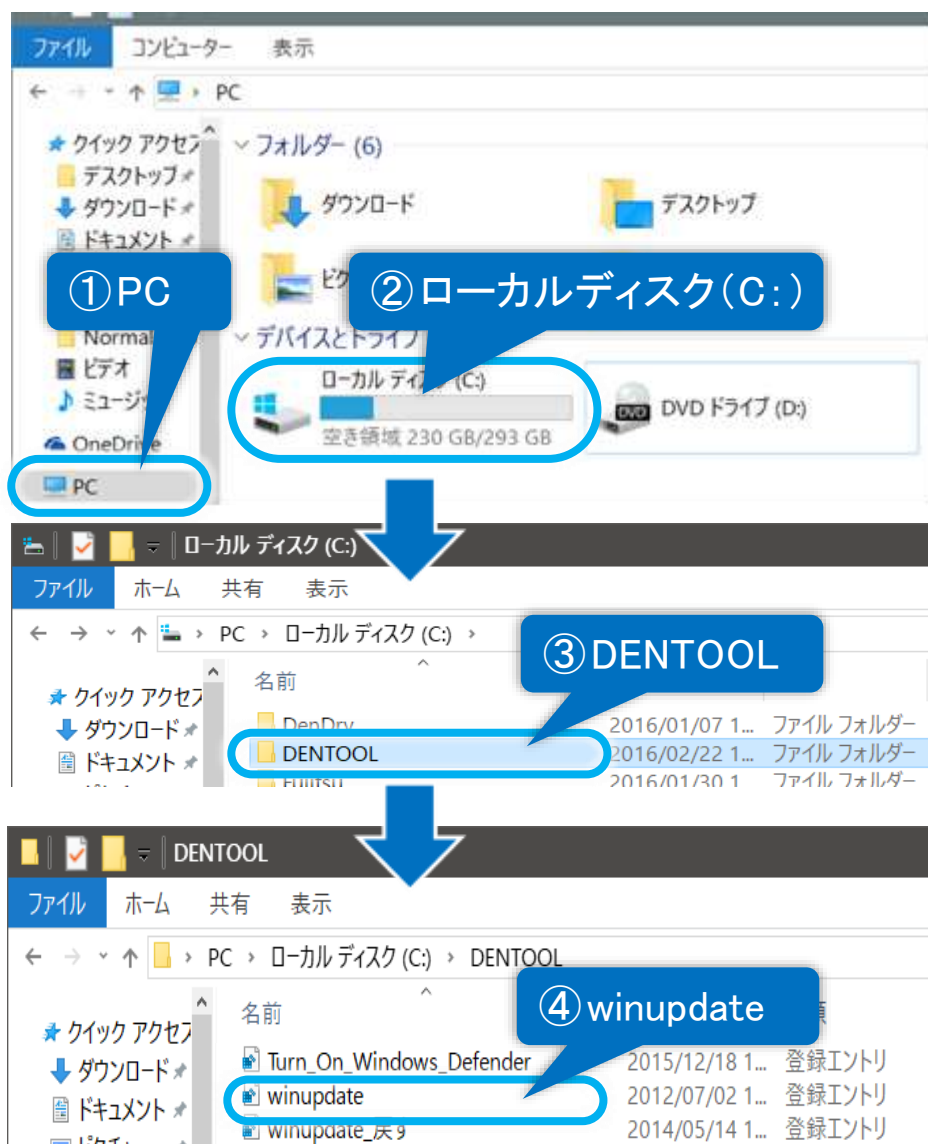 ファイル コンピューター 表示
PC
クイック アクセス
フォルダー (6)
デスクトップ
ダウンロード
ドキュメント
ダウンロード デスクトップ
①PC
②ローカルディスク(C:)
デバイスとドライブ
ビデオ
OneDrive
PC
ローカル ディスク (C:)
空き領域 230 GB/293 GB
DVD ドライブ (D:)
ローカル ディスク (C:)
ファイル ホーム 共有 表示
PC › ローカル ディスク (C:) ›
③DENTOOL
クイック アクセス
ダウンロード
ドキュメント
名前
DenDry 2016/01/07 1... ファイル フォルダー
DENTOOL 2016/02/22 1... ファイル フォルダー
Fujitsu 2016/01/30 1 ファイル フォルダー
DENTOOL
ファイル ホーム 共有 表示
PC › ローカル ディスク (C:) › DENTOOL
④winupdate
クイック アクセス
ダウンロード
ドキュメント
名前
Turn_On_Windows_Defender 2015/12/18 1... 登録エントリ
winupdate 2012/07/02 1... 登録エントリ
winupdate_戻す 2014/05/14 1... 登録エントリ